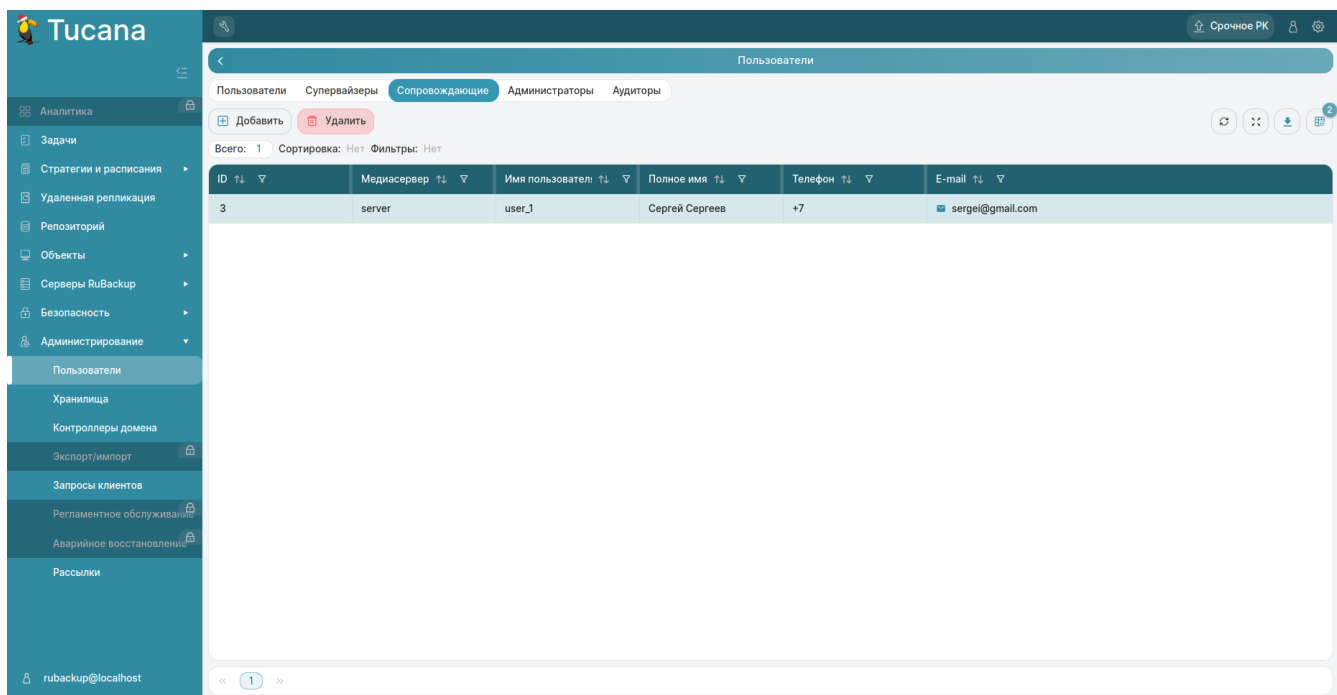 Tucana
Срочное РК
Пользователи
Пользователи Супервайзеры Сопровождающие Администраторы Аудиторы
Добавить Удалить
2
Всего: 1 Сортировка: Нет Фильтры: Нет
ID Медиасервер Имя пользовател Полное имя Телефон E-mail
3 server user_1 Сергей Сергеев +7 sergei@gmail.com
Аналитика
Задачи
Стратегии и расписания
Удаленная репликация
Репозиторий
Объекты
Серверы RuBackup
Безопасность
Администрирование
Пользователи
Хранилища
Контроллеры домена
Экспорт/импорт
Запросы клиентов
Регламентное обслуживание
Аварийное восстановление
Рассылки
rubackup@localhost
« 1 »